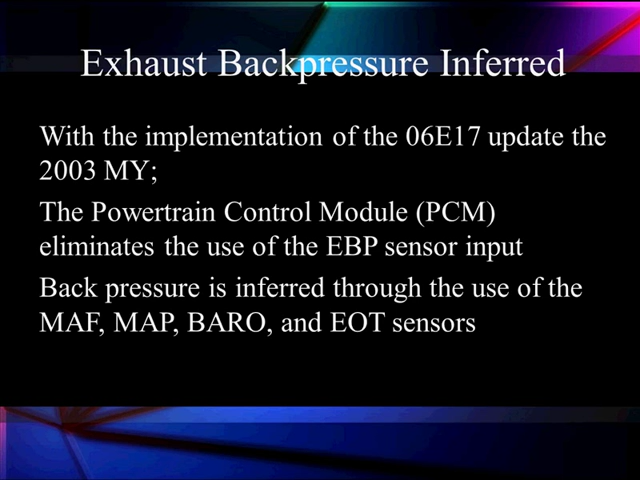 Exhaust Backpressure Inferred
With the implementation of the 06E17 update the
2003 MY;
The Powertrain Control Module (PCM)
eliminates the use of the EBP sensor input
Back pressure is inferred through the use of the
MAF, MAP, BARO, and EOT sensors